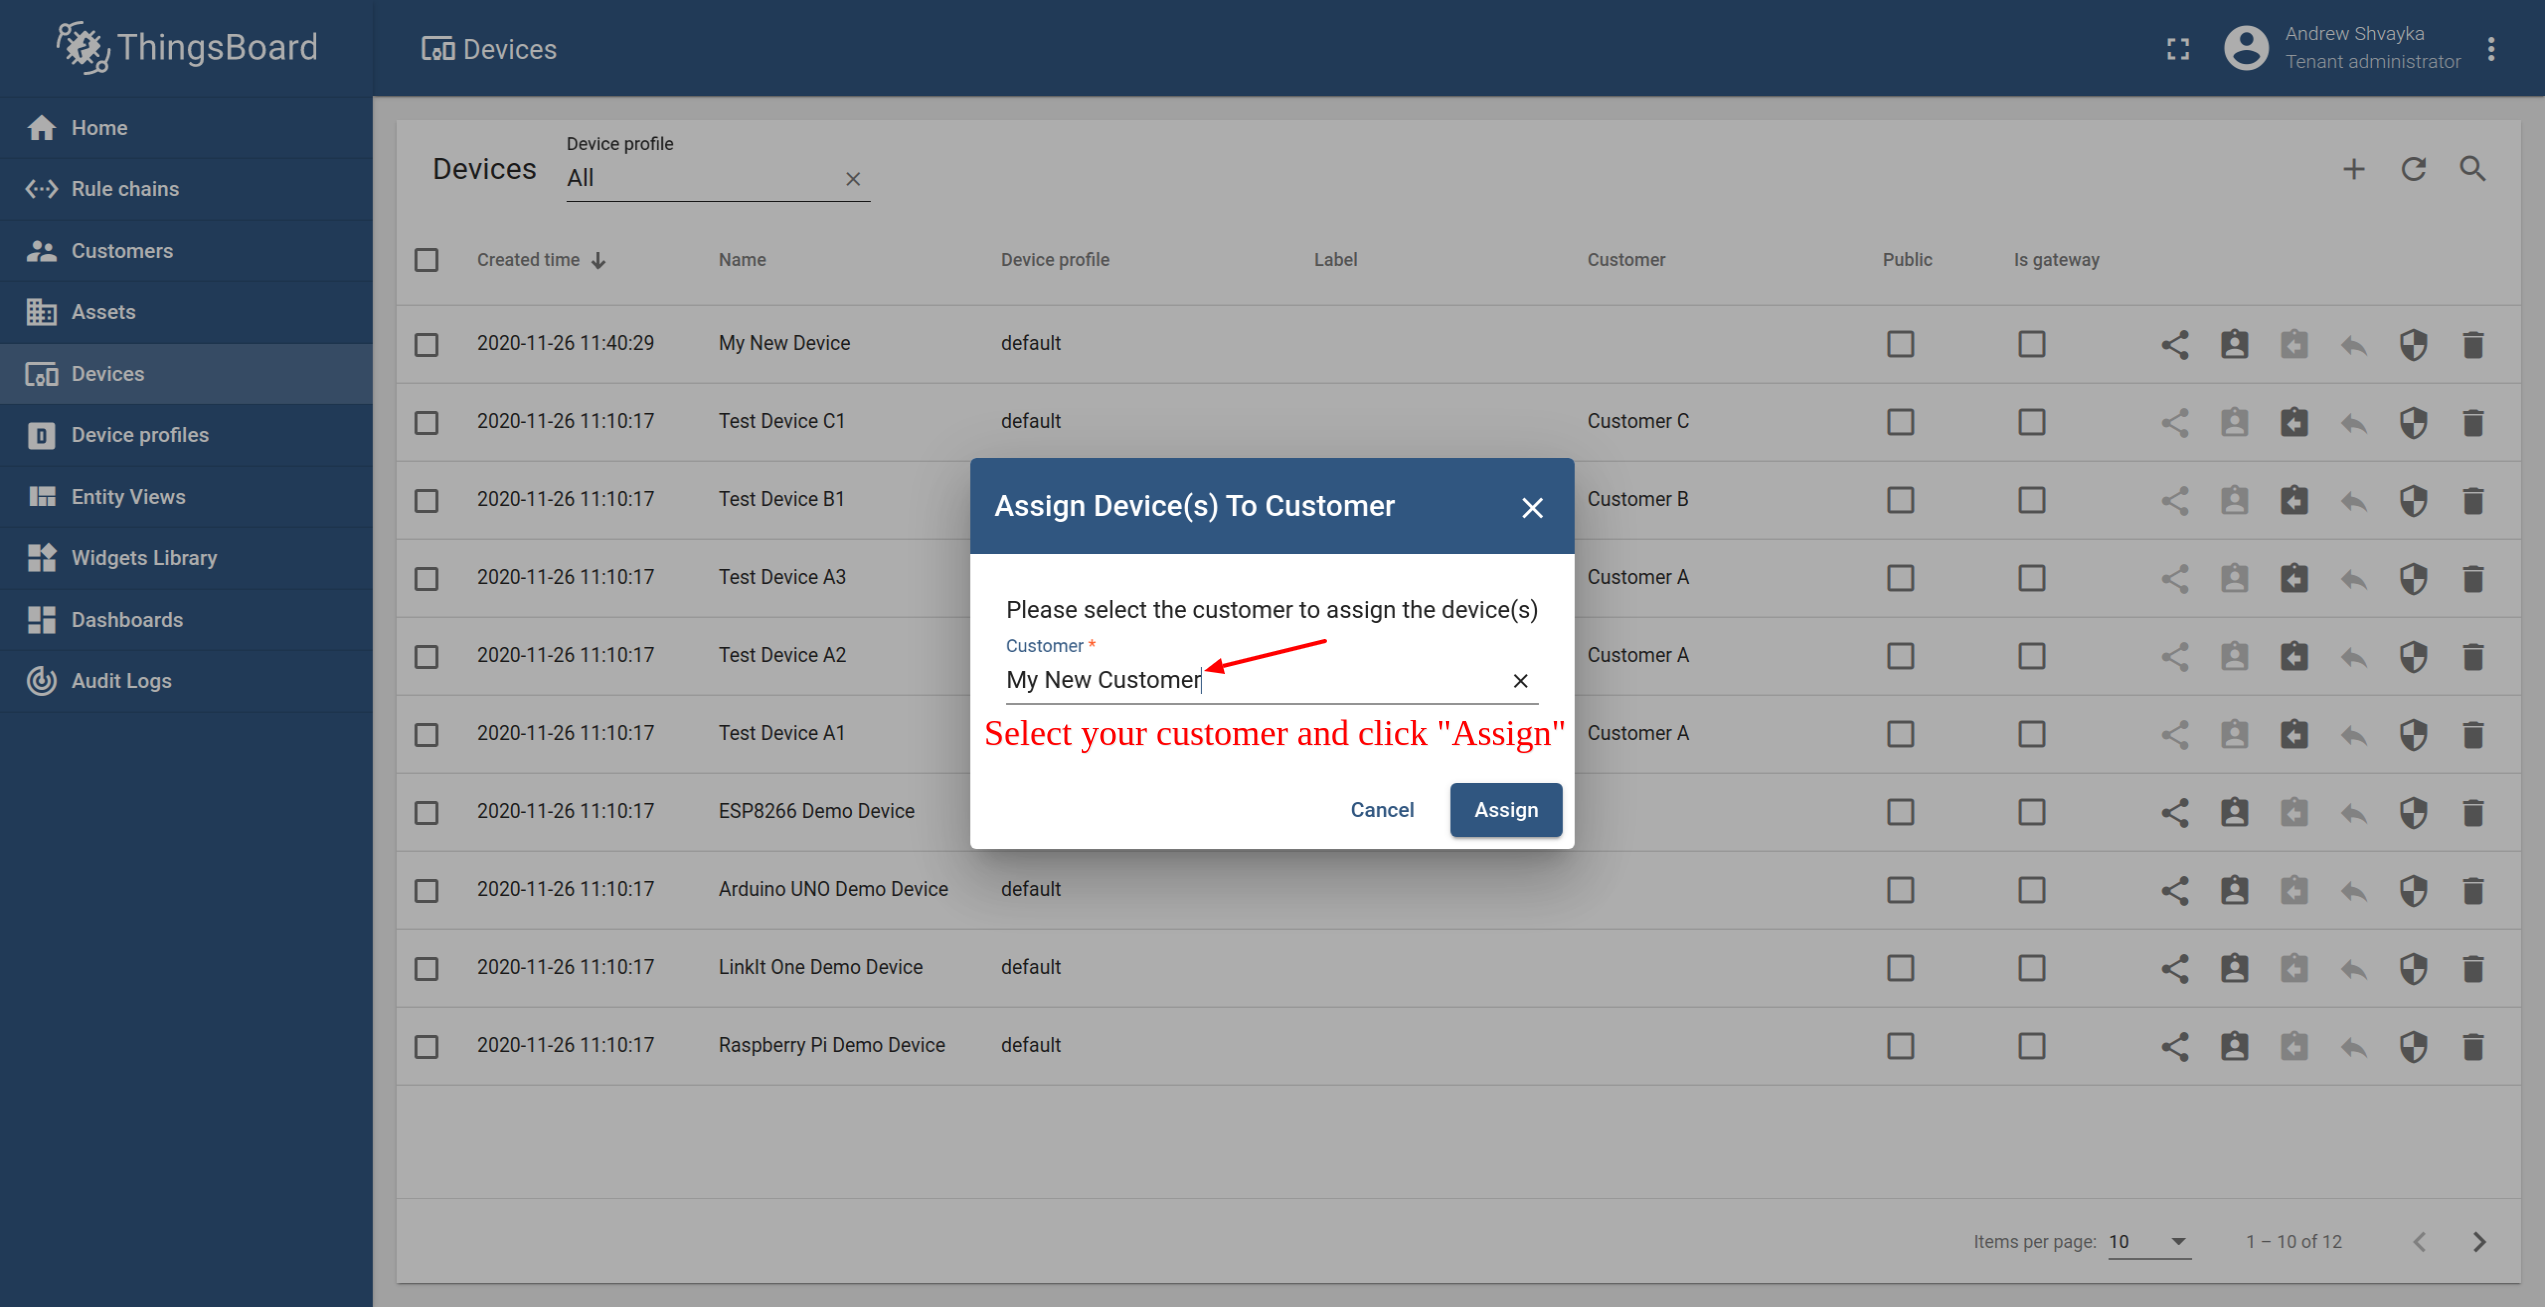 ThingsBoard
Devices
Andrew Shvayka
Tenant administrator
Home
Rule chains
Customers
Assets
Devices
Device profiles
Entity Views
Widgets Library
Dashboards
Audit Logs
Devices
Device profile
All
Created time Name Device profile Label Customer Public Is gateway
2020-11-26 11:40:29 My New Device default
2020-11-26 11:10:17 Test Device C1 default Customer C
2020-11-26 11:10:17 Test Device B1 Customer B
2020-11-26 11:10:17 Test Device A3 Customer A
2020-11-26 11:10:17 Test Device A2 Customer A
2020-11-26 11:10:17 Test Device A1 Customer A
2020-11-26 11:10:17 ESP8266 Demo Device
2020-11-26 11:10:17 Arduino UNO Demo Device default
2020-11-26 11:10:17 LinkIt One Demo Device default
2020-11-26 11:10:17 Raspberry Pi Demo Device default
Assign Device(s) To Customer
Please select the customer to assign the device(s)
Customer *
My New Customer
Select your customer and click "Assign"
Cancel Assign
Items per page: 10 1 – 10 of 12